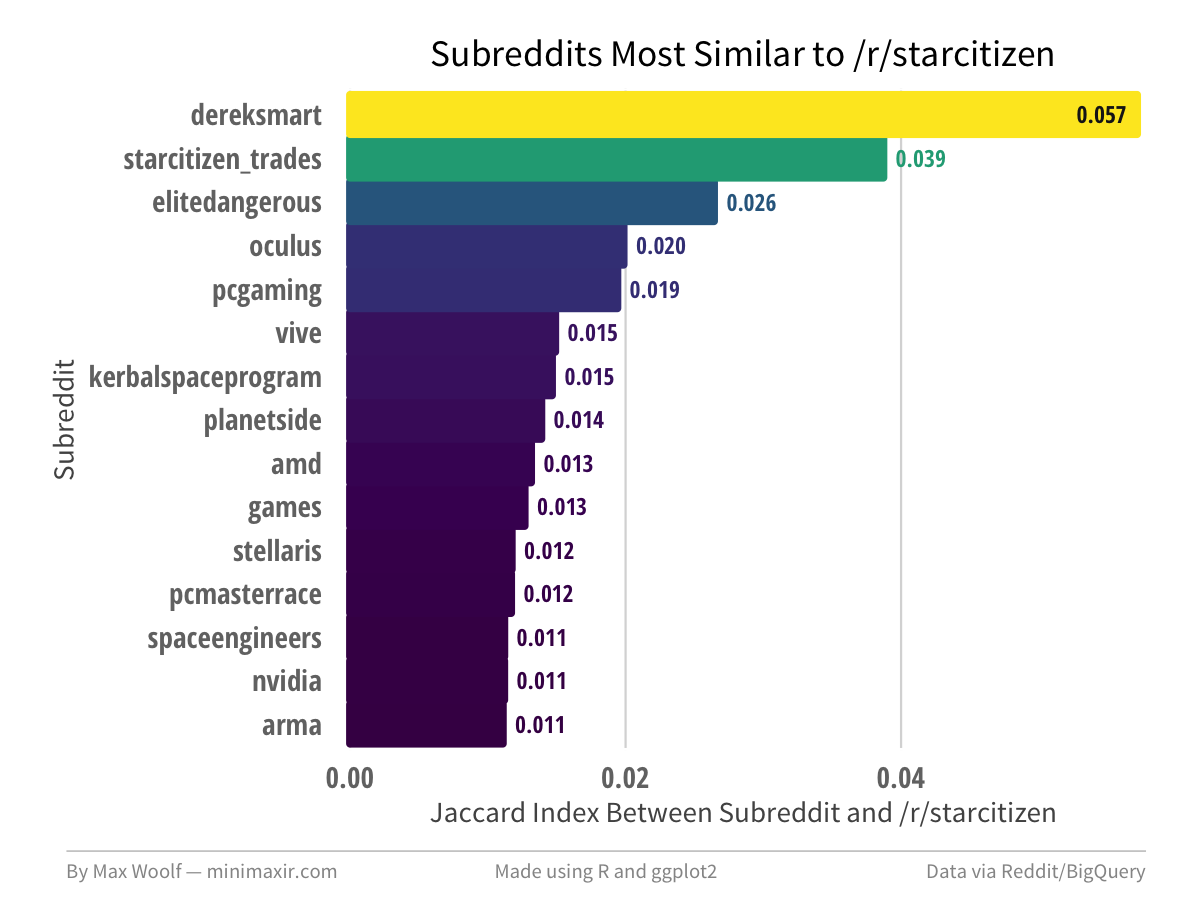 Subreddits Most Similar to /r/starcitizen
dereksmart 0.057
starcitizen_trades 0.039
elitedangerous 0.026
oculus 0.020
pcgaming 0.019
vive 0.015
kerbalspaceprogram 0.015
planetside 0.014
amd 0.013
games 0.013
stellaris 0.012
pcmasterrace 0.012
spaceengineers 0.011
nvidia 0.011
arma 0.011
Subreddit
0.00 0.02 0.04
Jaccard Index Between Subreddit and /r/starcitizen
By Max Woolf — minimaxir.com Made using R and ggplot2 Data via Reddit/BigQuery